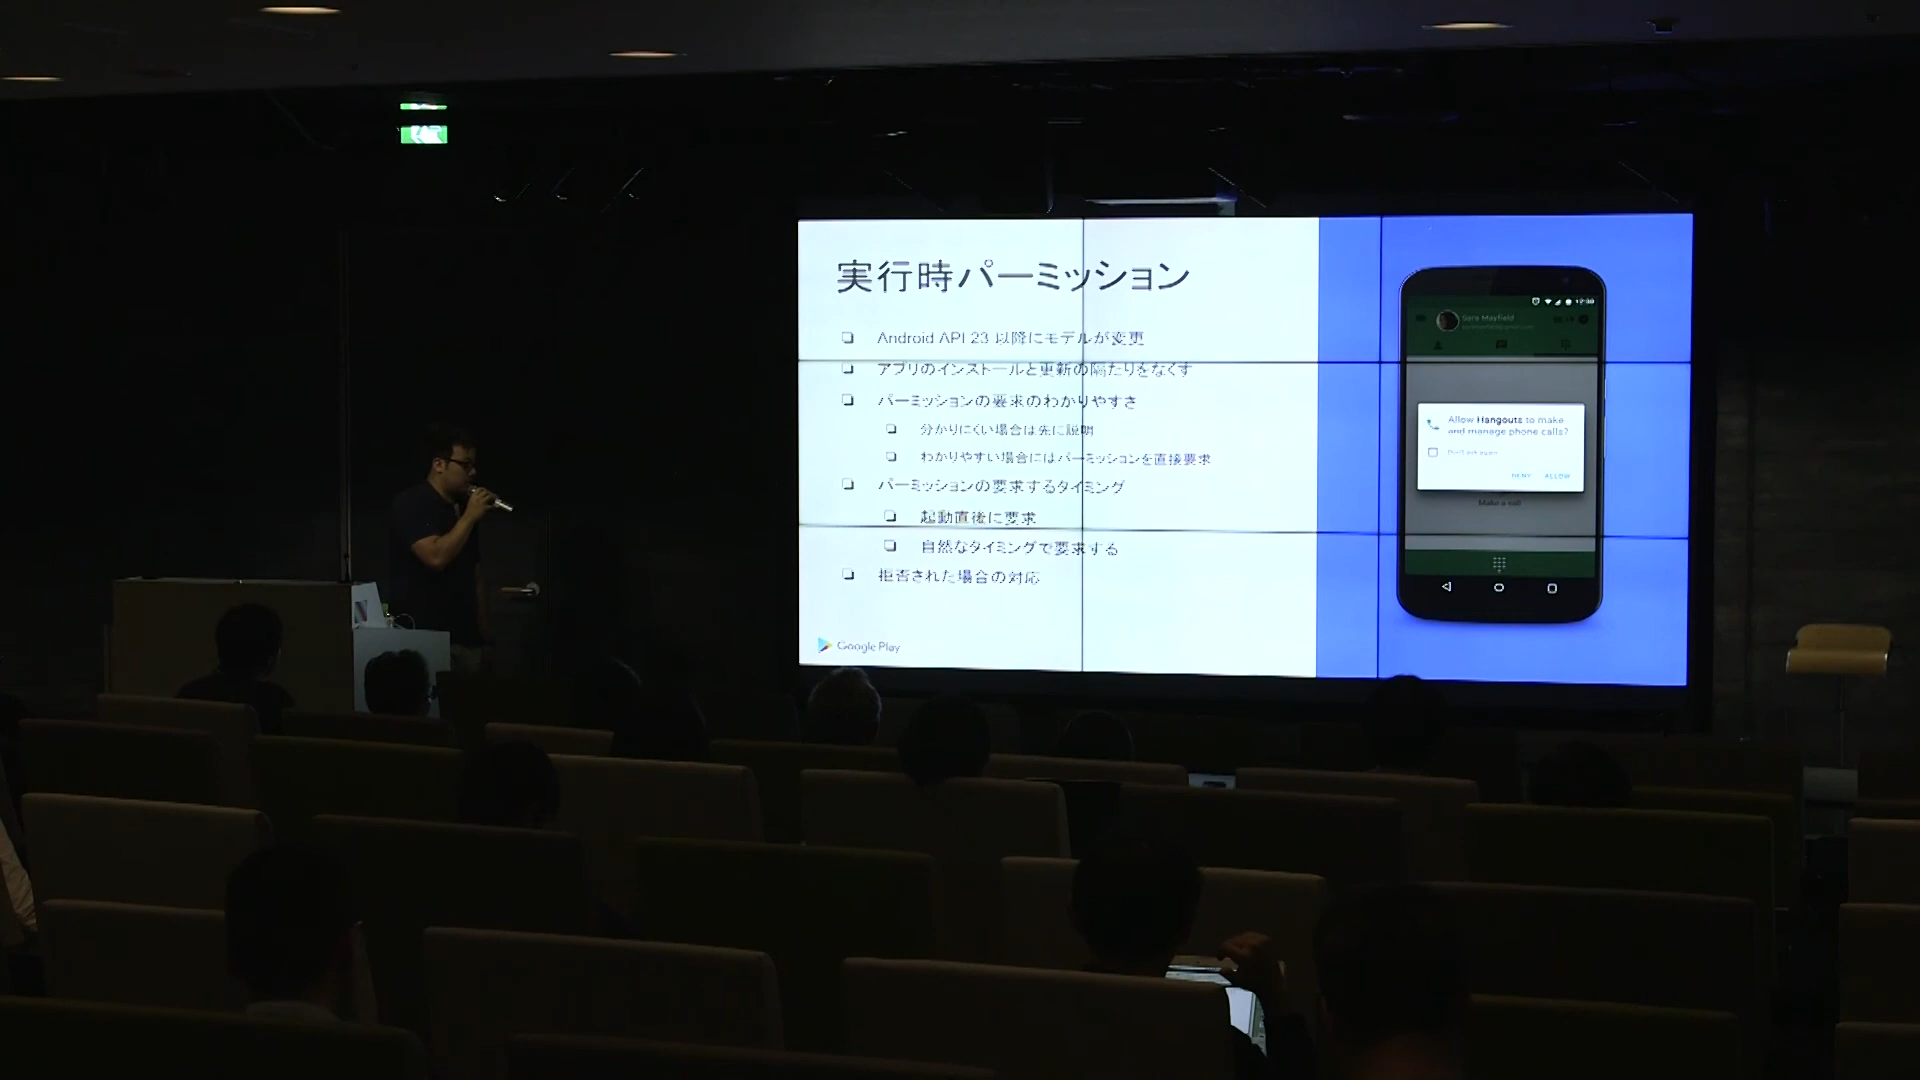 実行時パーミッション
Android API 23 以降にモデルが変更
アプリのインストールと更新の隔たりをなくす
パーミッションの要求のわかりやすさ
分かりにくい場合は先に説明
わかりやすい場合にはパーミッションを直接要求
パーミッションの要求するタイミング
起動直後に要求
自然なタイミングで要求する
拒否された場合の対応
Google Play
Sara Mayfield
Allow Hangouts to make
and manage phone calls?
Don't ask again
DENY ALLOW
Make a call